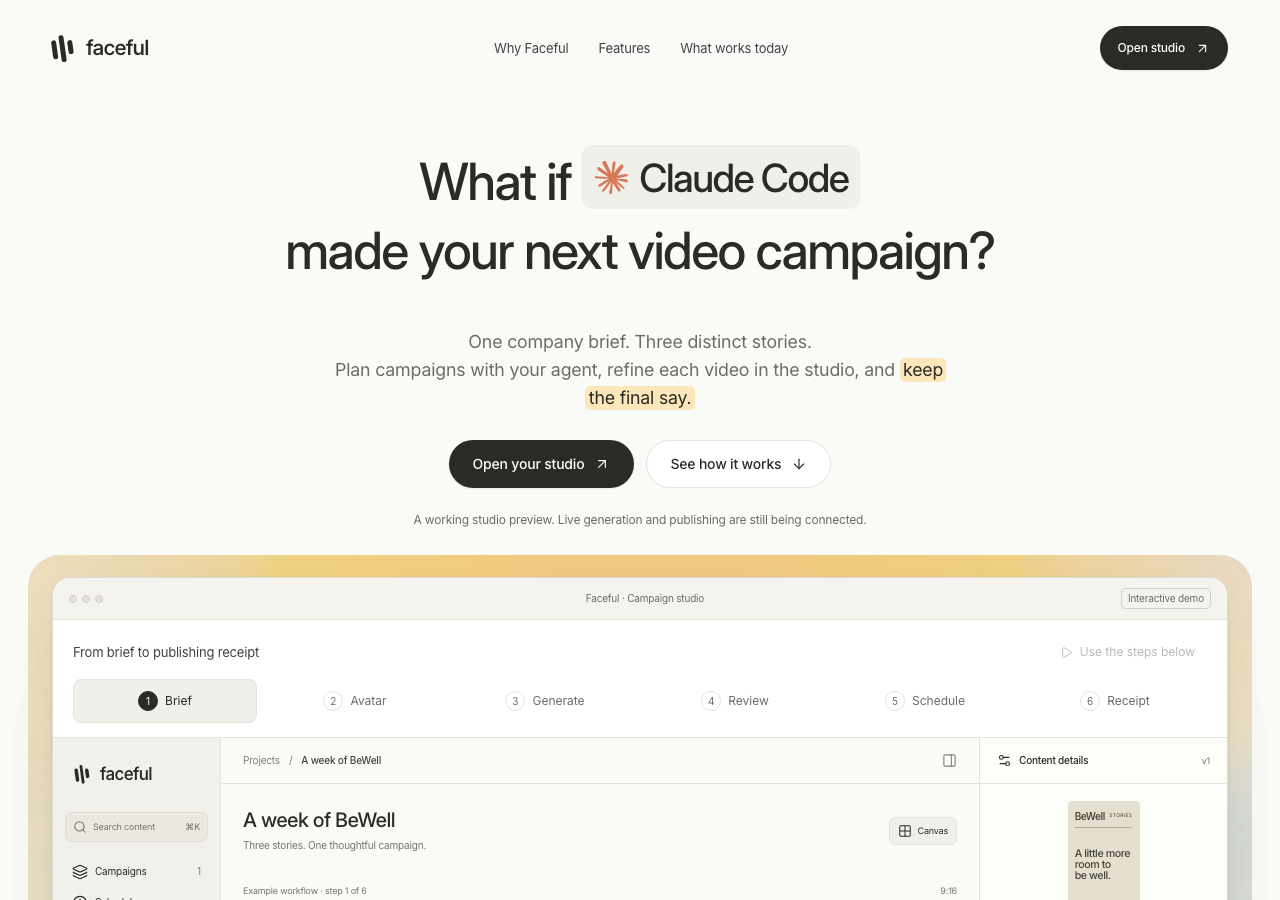 faceful
Why Faceful
Features
What works today
Open studio
What if Claude Code
made your next video campaign?
One company brief. Three distinct stories.
Plan campaigns with your agent, refine each video in the studio, and keep
the final say.
Open your studio
See how it works
A working studio preview. Live generation and publishing are still being connected.
Faceful · Campaign studio
Interactive demo
From brief to publishing receipt
Use the steps below
1 Brief
2 Avatar
3 Generate
4 Review
5 Schedule
6 Receipt
faceful
Projects / A week of BeWell
Content details
v1
Search content ⌘K
A week of BeWell
Three stories. One thoughtful campaign.
Canvas
BeWell STORIES
A little more
room to
be well.
Campaigns 1
Example workflow · step 1 of 6
9:16